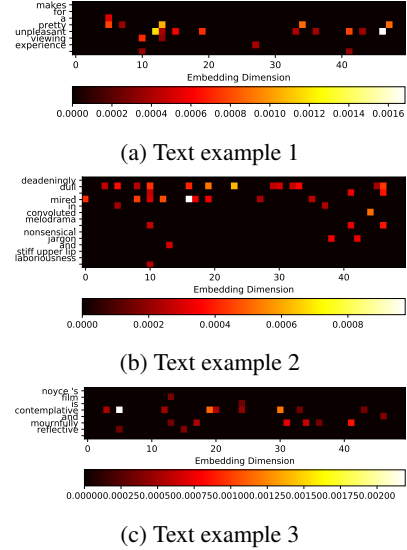 makes
for
a
pretty
unpleasant
viewing
experience
0 10 20 30 40
Embedding Dimension
0.0000 0.0002 0.0004 0.0006 0.0008 0.0010 0.0012 0.0014 0.0016
(a) Text example 1
deadeningly
dull
mired
in
convoluted
melodrama
nonsensical
jargon
and
stiff upper lip
laboriousness
0 10 20 30 40
Embedding Dimension
0.0000 0.0002 0.0004 0.0006 0.0008
(b) Text example 2
noyce 's
film
is
contemplative
and
mournfully
reflective
0 10 20 30 40
Embedding Dimension
0.000000.000250.000500.000750.001000.001250.001500.001750.00200
(c) Text example 3